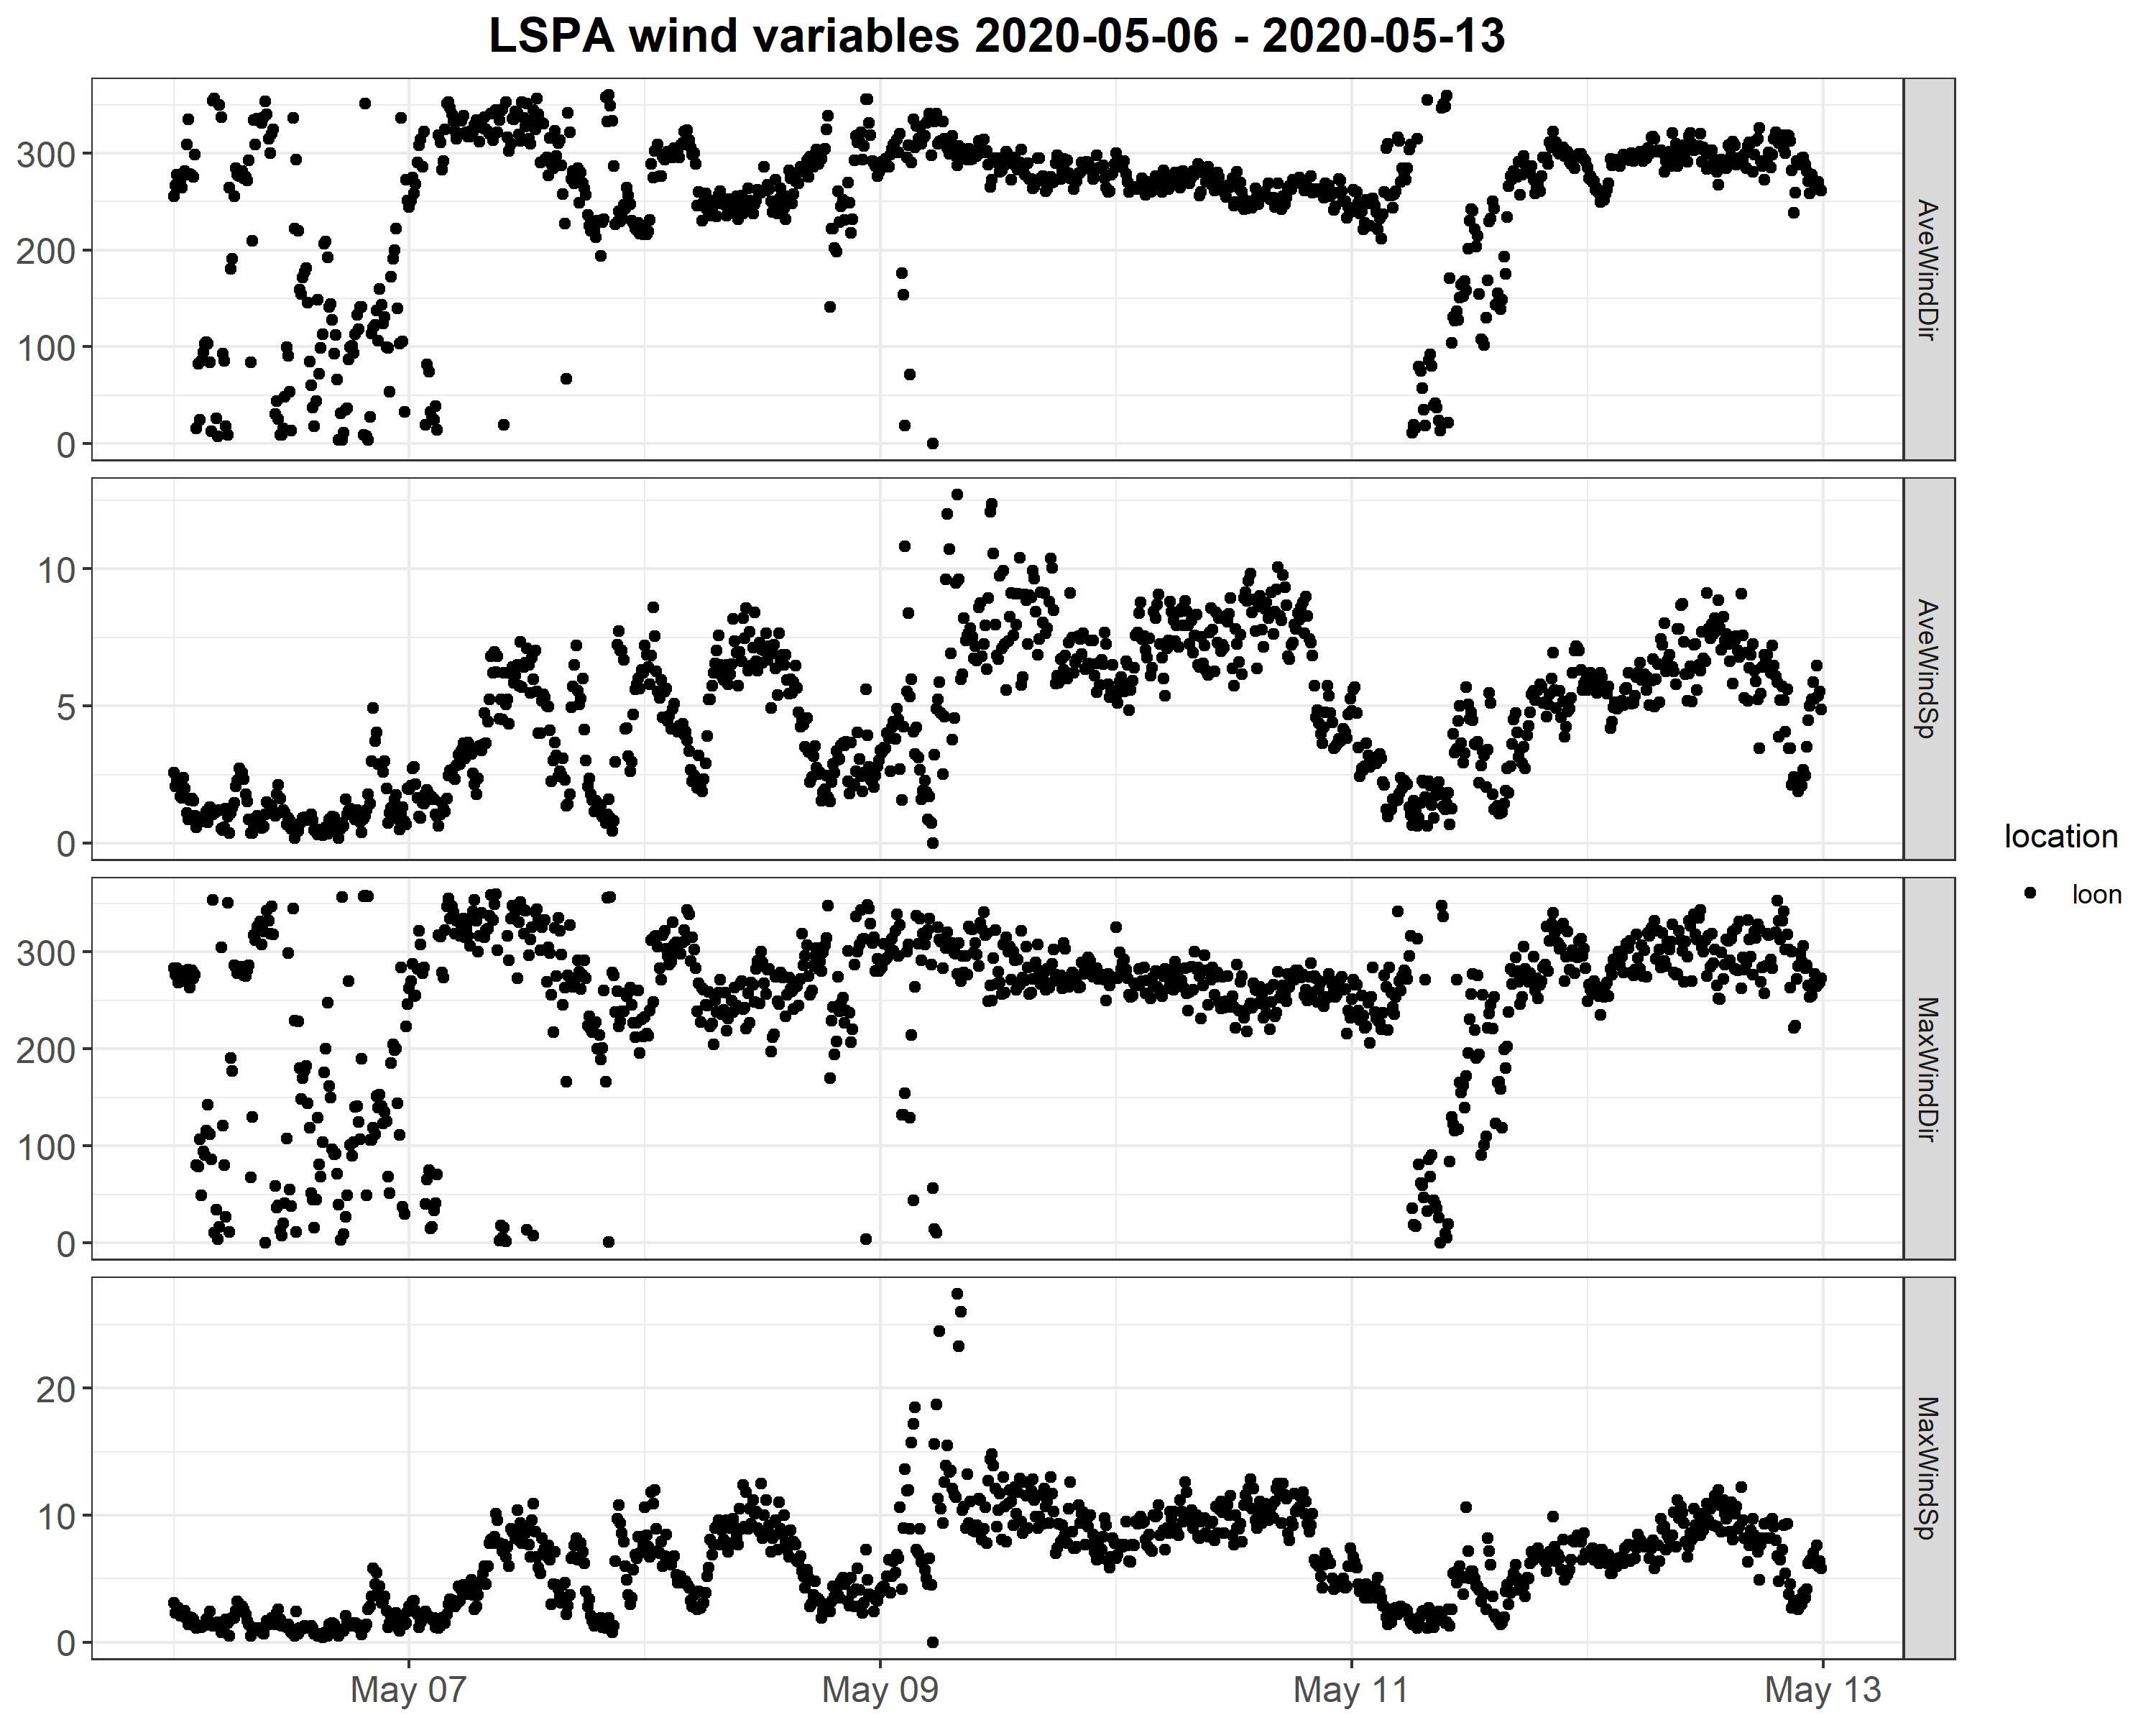 LSPA wind variables 2020-05-06 - 2020-05-13
300
200
100
0
AveWindDir
10
5
0
AveWindSp
location
loon
300
200
100
0
MaxWindDir
20
10
0
MaxWindSp
May 07 May 09 May 11 May 13